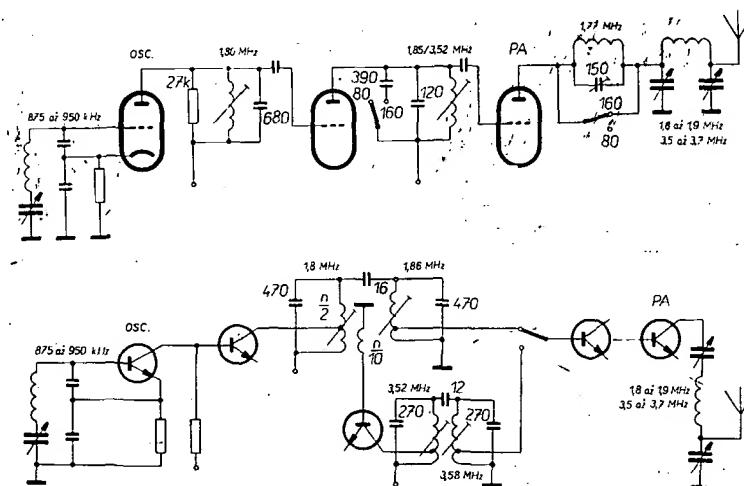 OSC.
1,80 MHz
1,85/3,52 MHz
PA
1,77 MHz
27k
680
390
80
160
120
150
160
80
875 až 950 kHz
1,8 až 1,9 MHz
3,5 až 3,7 MHz
1,8 MHz
1,86 MHz
16
470
n/2
470
n/10
OSC.
PA
875 až 950 kHz
3,52 MHz
12
270
270
3,58 MHz
1,8 až 1,9 MHz
3,5 až 3,7 MHz